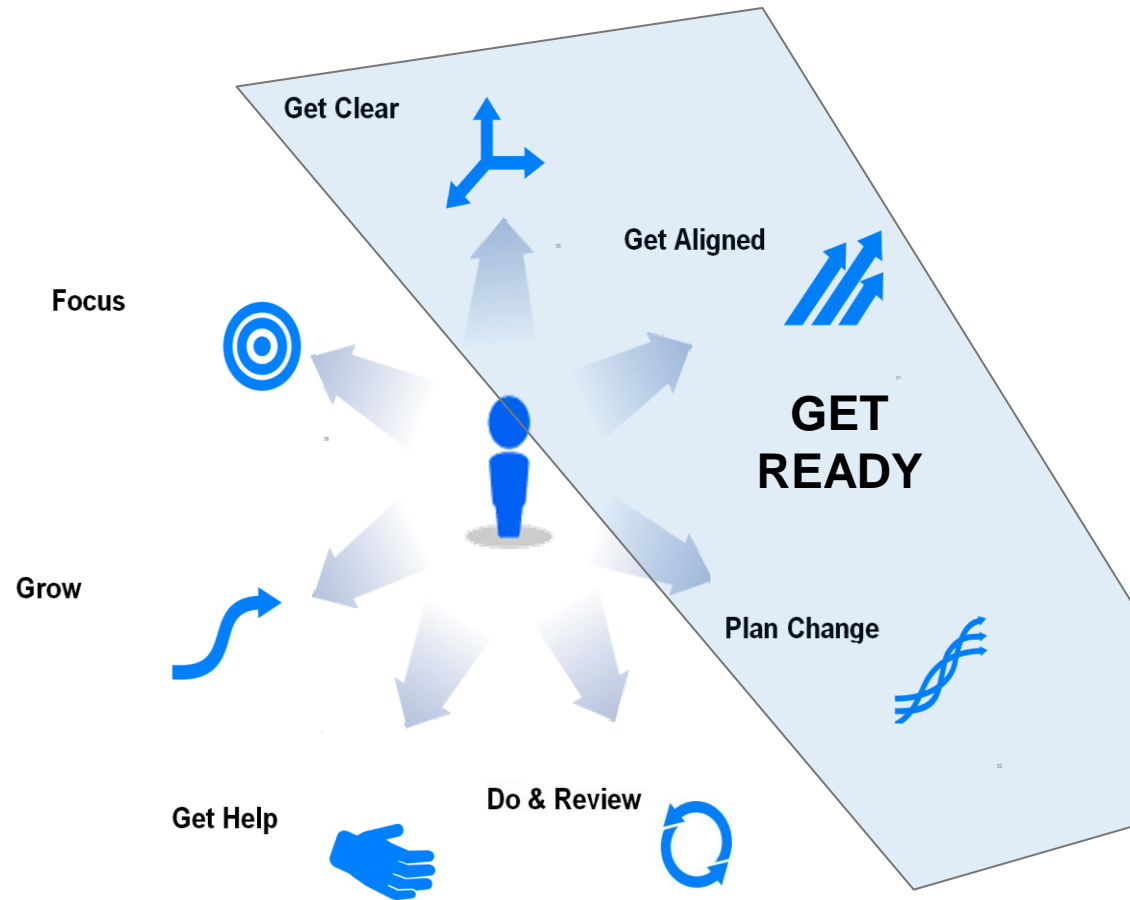 Get Clear
Get Aligned
Focus
GET
READY
Grow
Plan Change
Do & Review
Get Help